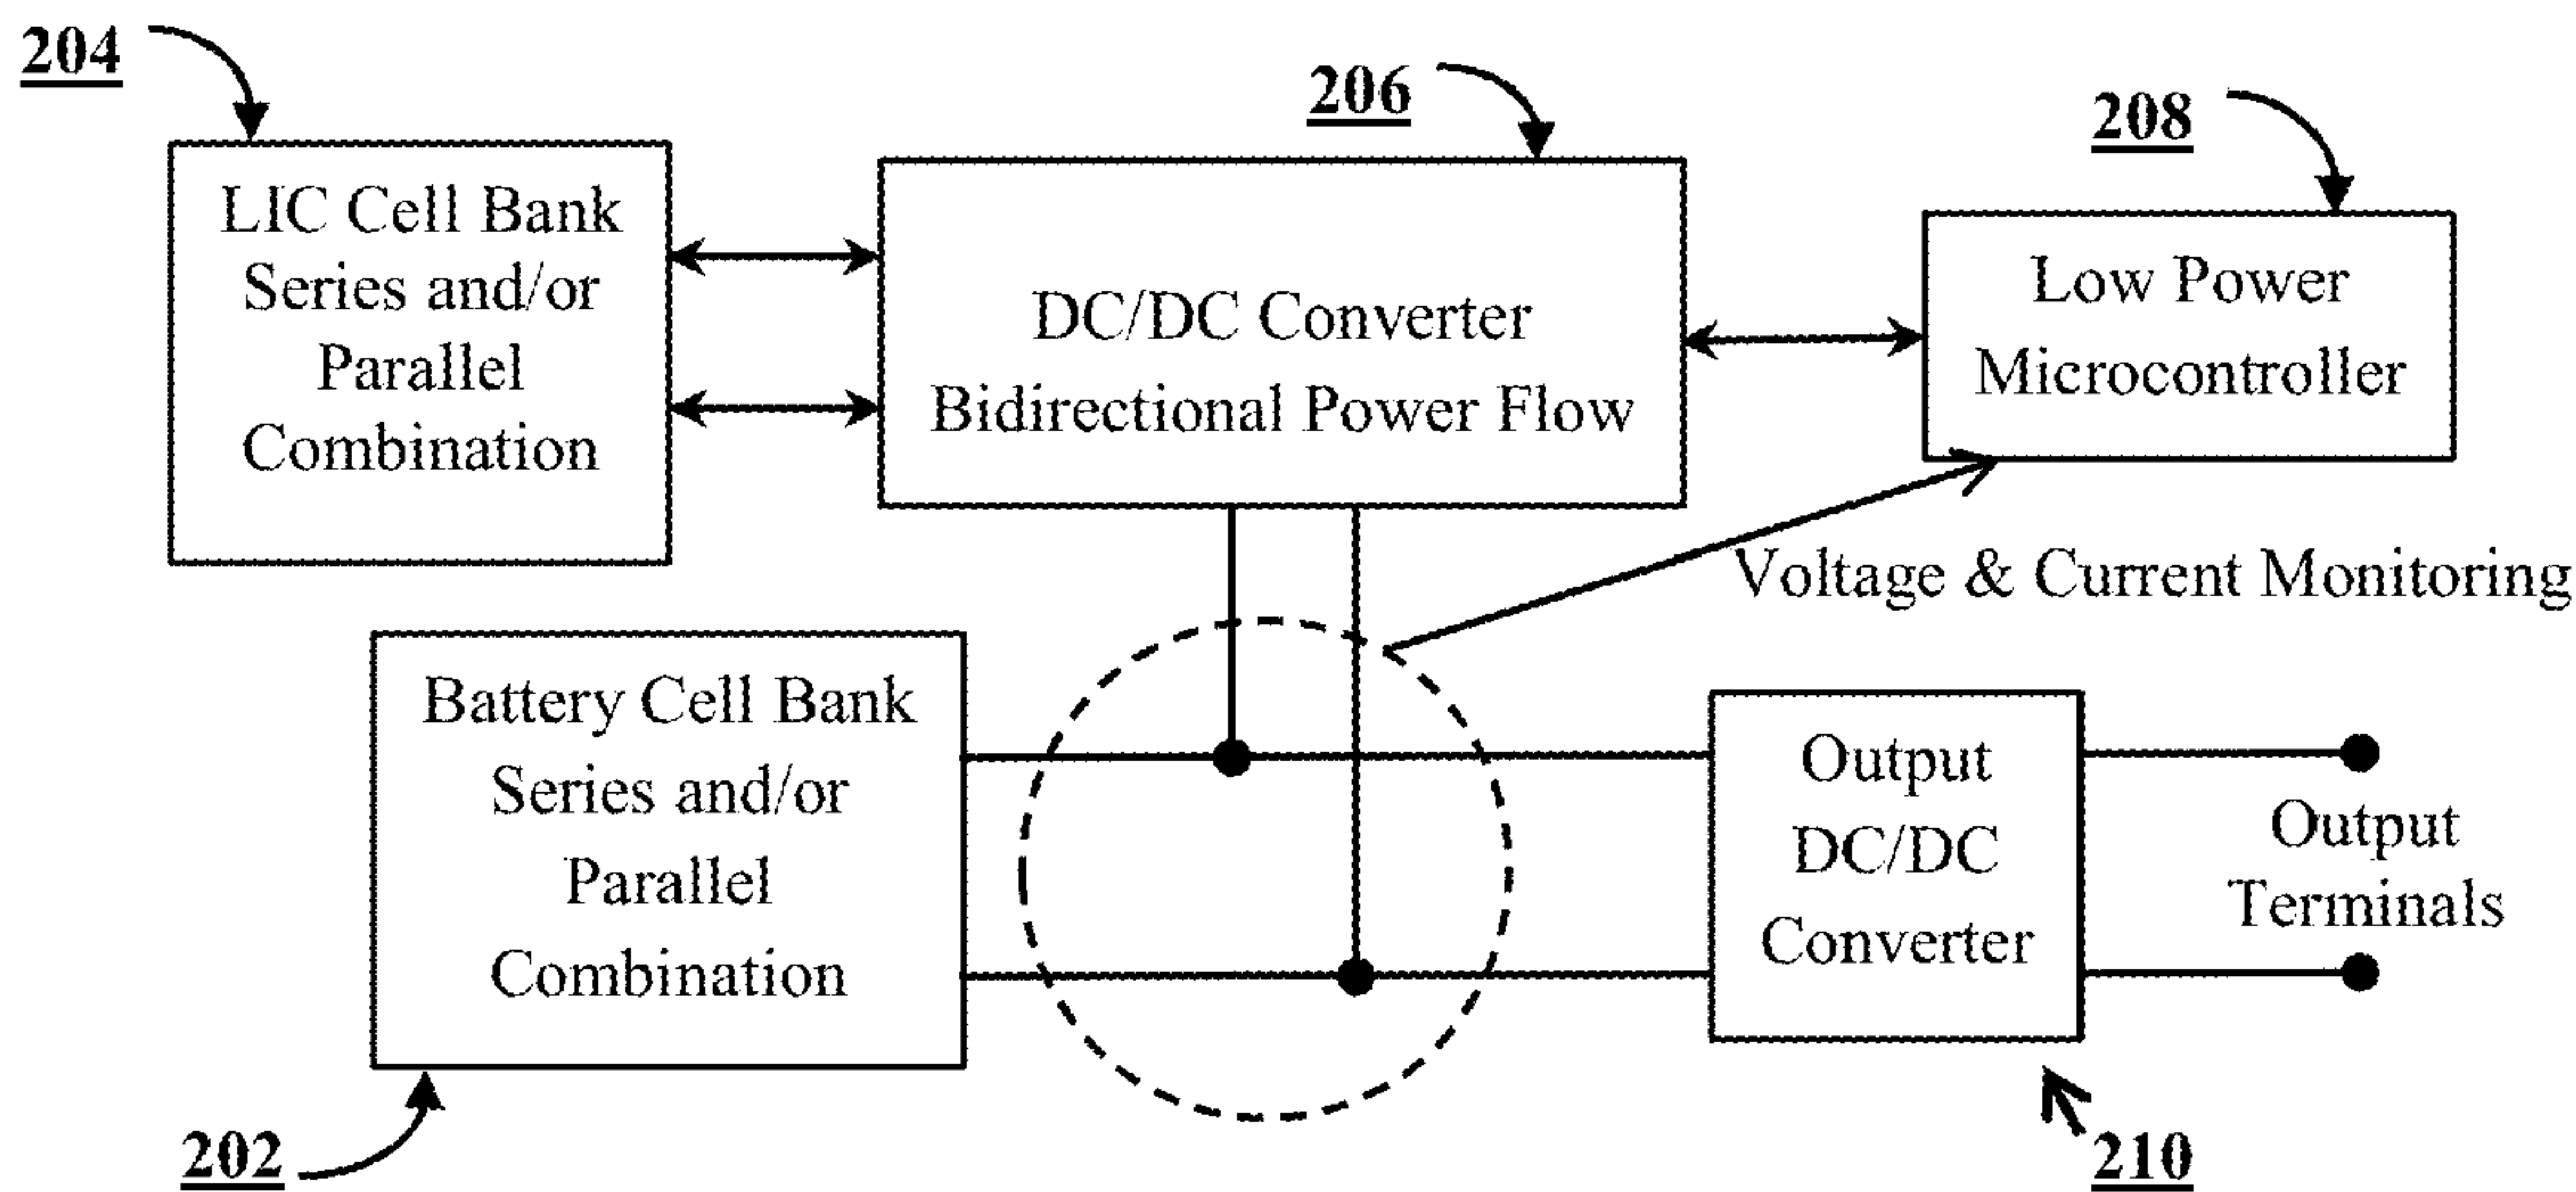 204
206
208
LIC Cell Bank
Series and/or
Parallel
Combination
DC/DC Converter
Bidirectional Power Flow
Low Power
Microcontroller
Voltage & Current Monitoring
Battery Cell Bank
Series and/or
Parallel
Combination
Output
DC/DC
Converter
Output
Terminals
202
210